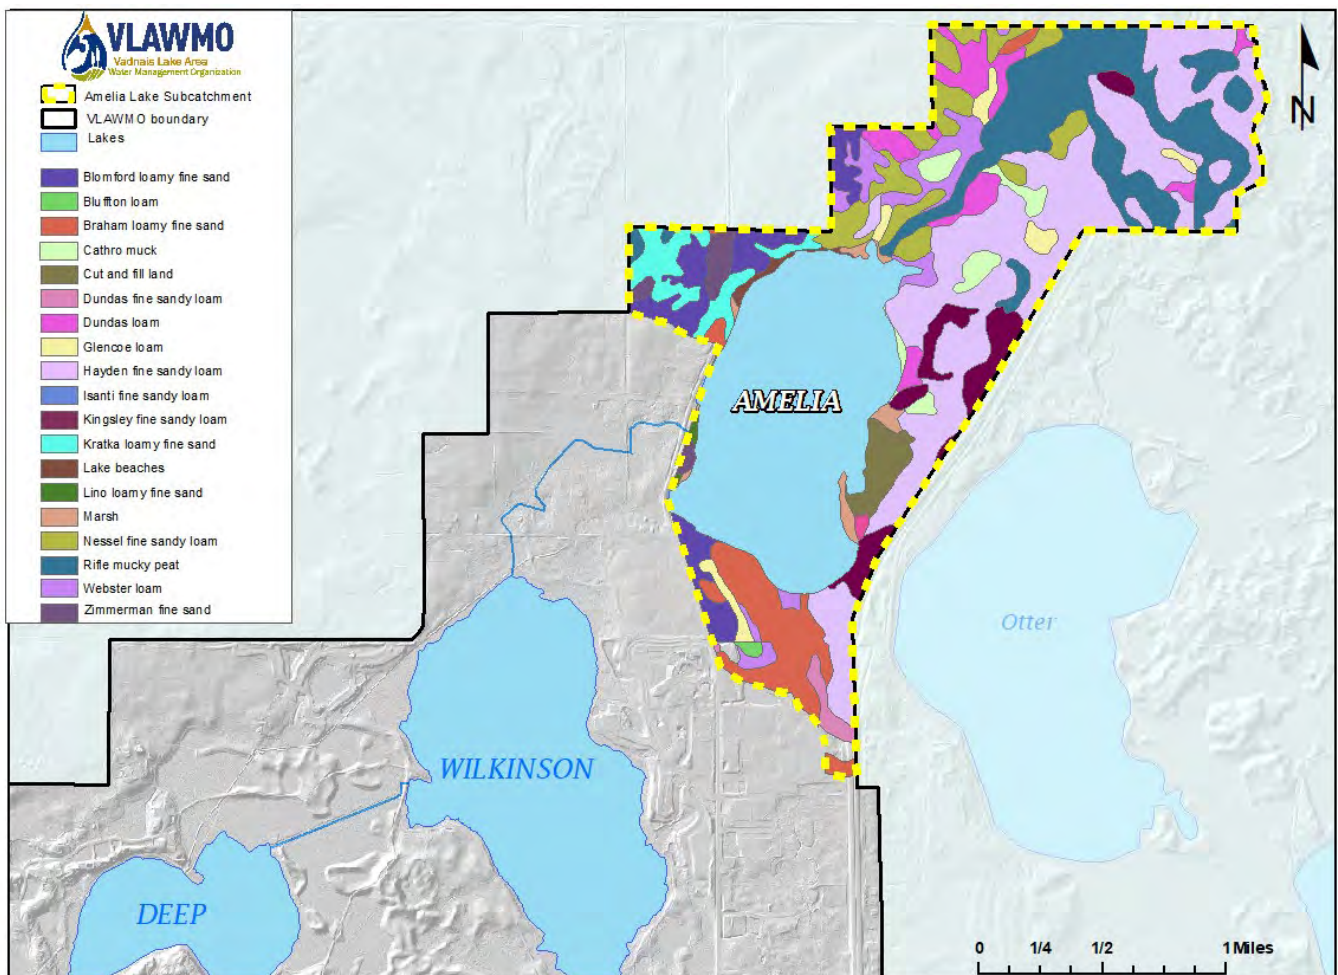 VLAWMO
Vadnais Lake Area
Water Management Organization
Amelia Lake Subcatchment
VLAWMO boundary
Lakes
Blomford loamy fine sand
Bluffton loam
Braham loamy fine sand
Cathro muck
Cut and fill land
Dundas fine sandy loam
Dundas loam
Glencoe loam
Hayden fine sandy loam
Isanti fine sandy loam
Kingsley fine sandy loam
Kratka loamy fine sand
Lake beaches
Lino loamy fine sand
Marsh
Nessel fine sandy loam
Rifle mucky peat
Webster loam
Zimmerman fine sand
N
AMELIA
Otter
WILKINSON
DEEP
0 1/4 1/2 1 Miles